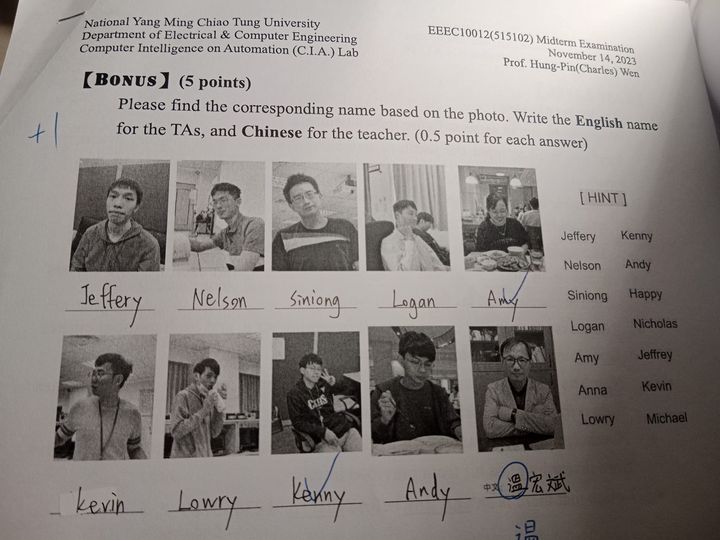 National Yang Ming Chiao Tung University
Department of Electrical & Computer Engineering
Computer Intelligence on Automation (C.I.A.) Lab
EEEC10012(515102) Midterm Examination
November 14, 2023
Prof. Hung-Pin(Charles) Wen
【BONUS】 (5 points)
Please find the corresponding name based on the photo. Write the English name
for the TAs, and Chinese for the teacher. (0.5 point for each answer)
+1
[ HINT ]
Jeffery Kenny
Nelson Andy
Siniong Happy
Logan Nicholas
Amy Jeffrey
Anna Kevin
Lowry Michael
Jeffery Nelson Siniong Logan Amy
CCDS
Kevin Lowry Kenny Andy 中文: 溫宏斌
温